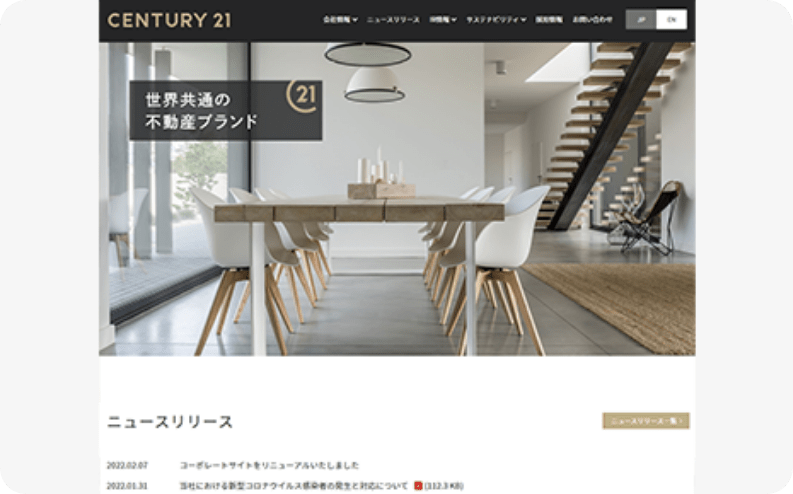 CENTURY 21
会社情報
ニュースリリース
IR情報
サステナビリティ
採用情報
お問い合わせ
JP
EN
世界共通の
不動産ブランド
21
ニュースリリース
ニュースリリース一覧
2022.02.07 コーポレートサイトをリニューアルいたしました
2022.01.31 当社における新型コロナウイルス感染者の発生と対応について (112.3 KB)